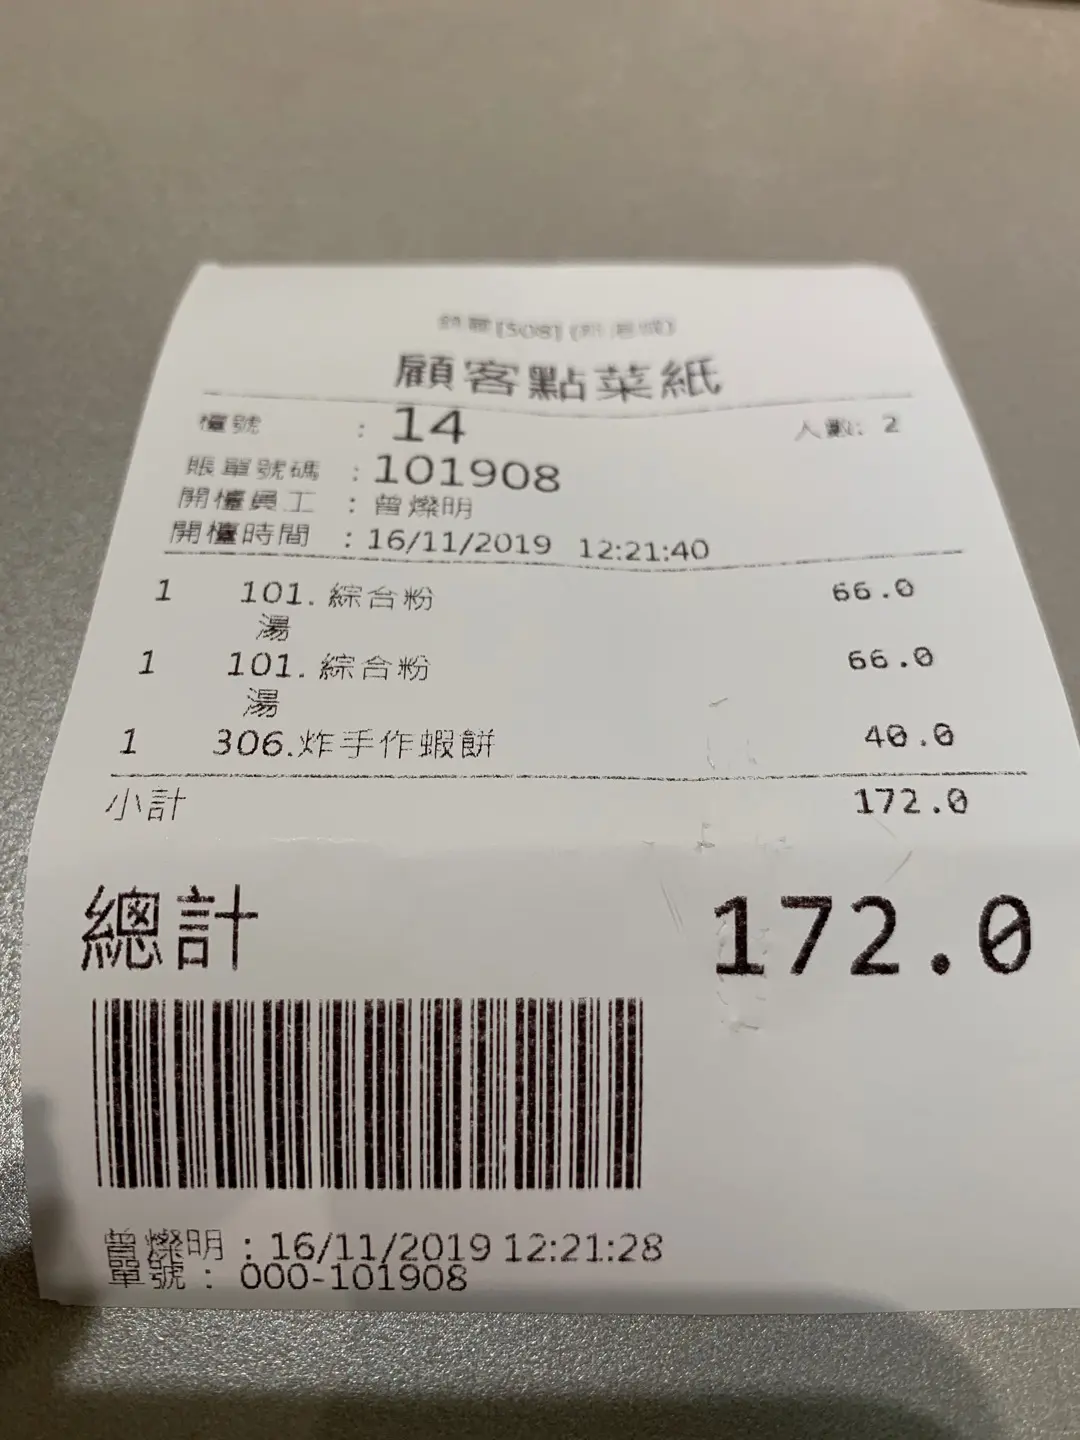 [508]
顧客點菜紙
檯號 : 14 人數: 2
賬單號碼 : 101908
開檯員工 : 曾燦明
開檯時間 : 16/11/2019 12:21:40
1 101. 綜合粉 66.0
湯
1 101. 綜合粉 66.0
湯
1 306.炸手作蝦餅 40.0
小計 172.0
總計 172.0
曾燦明 : 16/11/2019 12:21:28
單號 : 000-101908